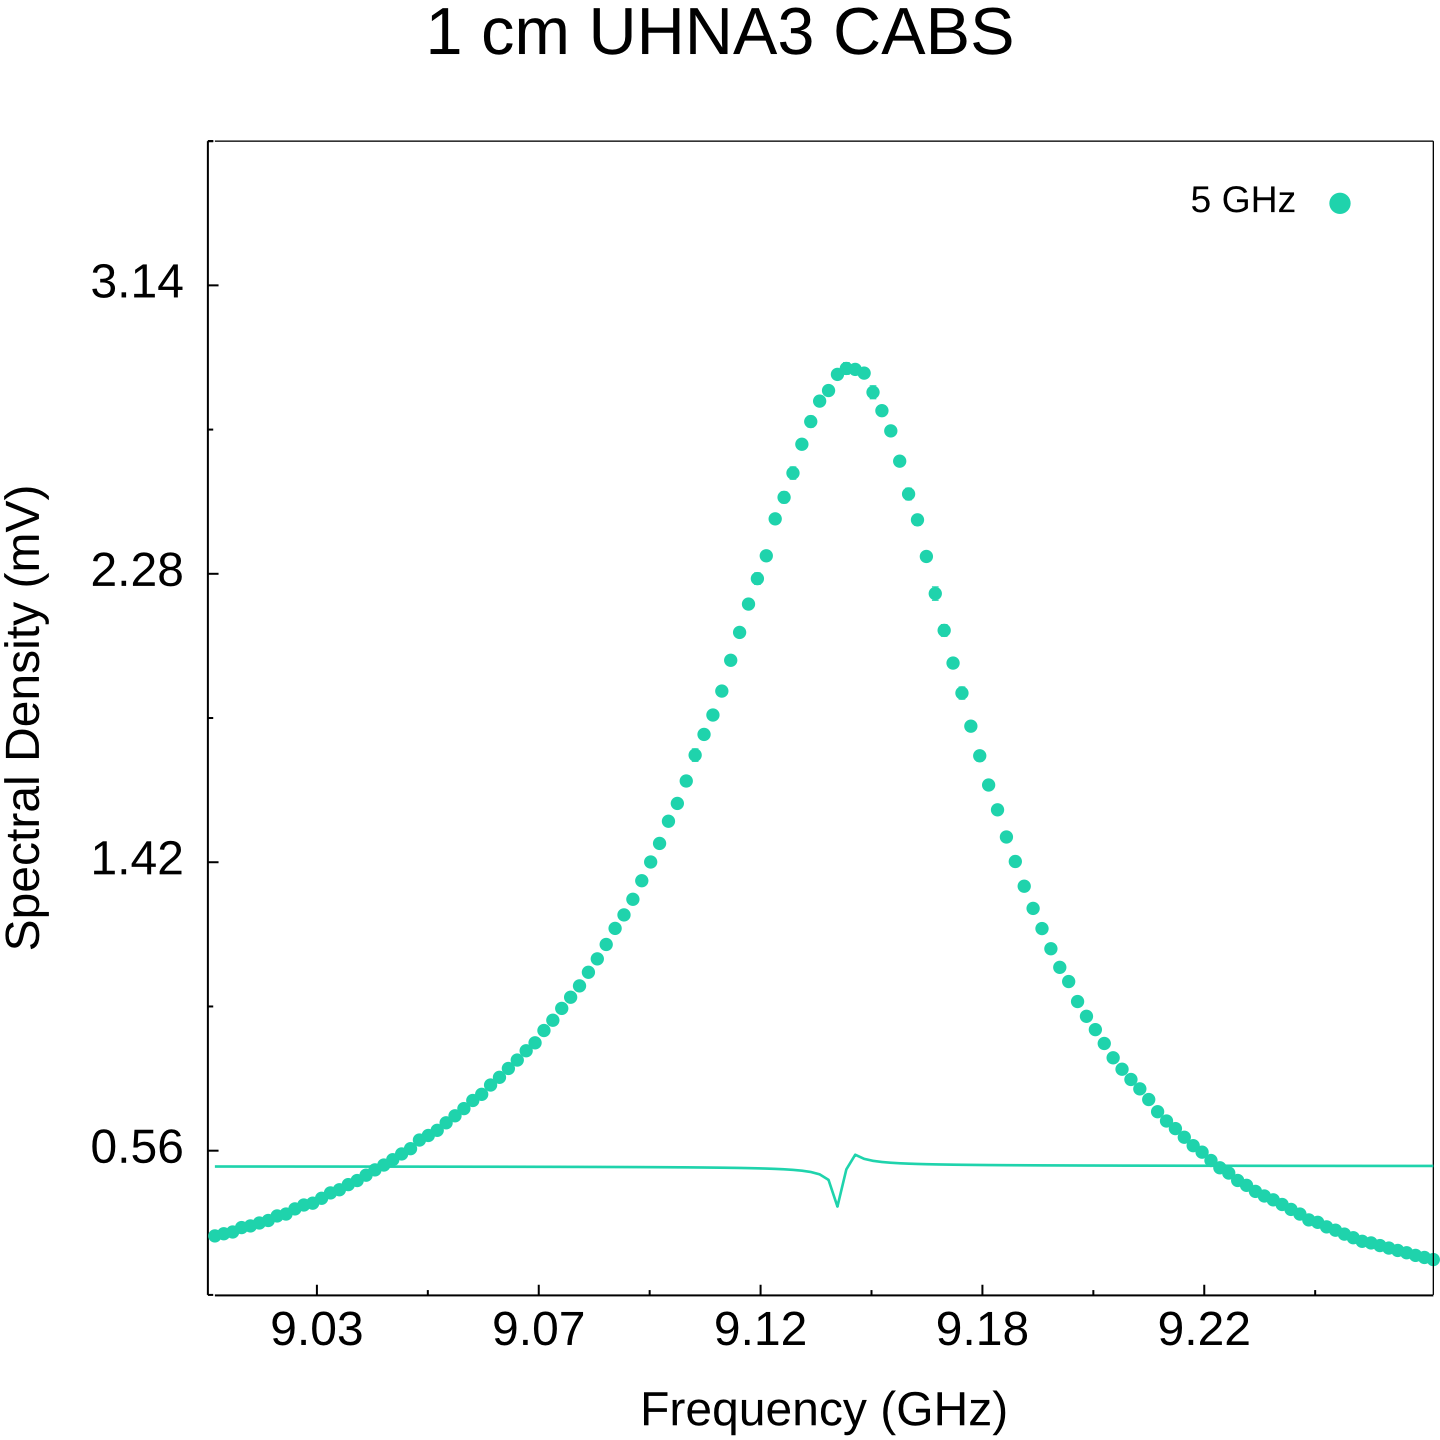 1 cm UHNA3 CABS
5 GHz
3.14
2.28
1.42
0.56
Spectral Density (mV)
9.03 9.07 9.12 9.18 9.22
Frequency (GHz)